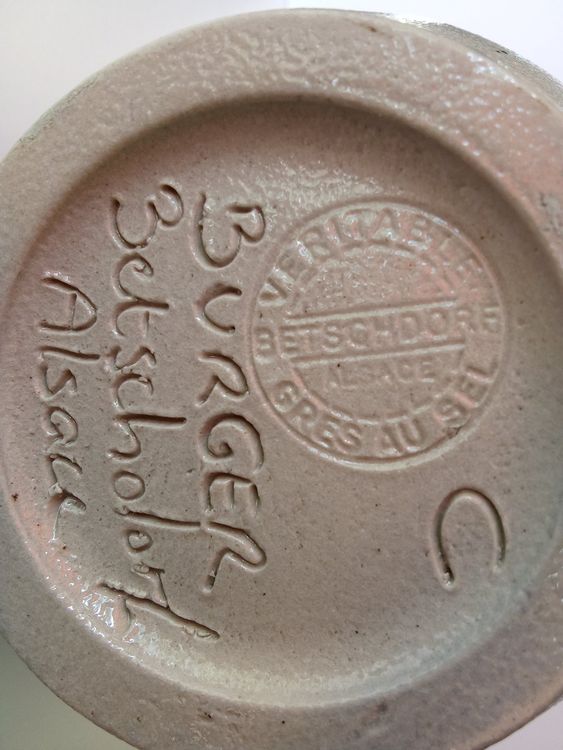 VERITABLE
BETSCHDORF
ALSACE
GRES AU SEL
BURGER
Betschdorf
Alsace
C